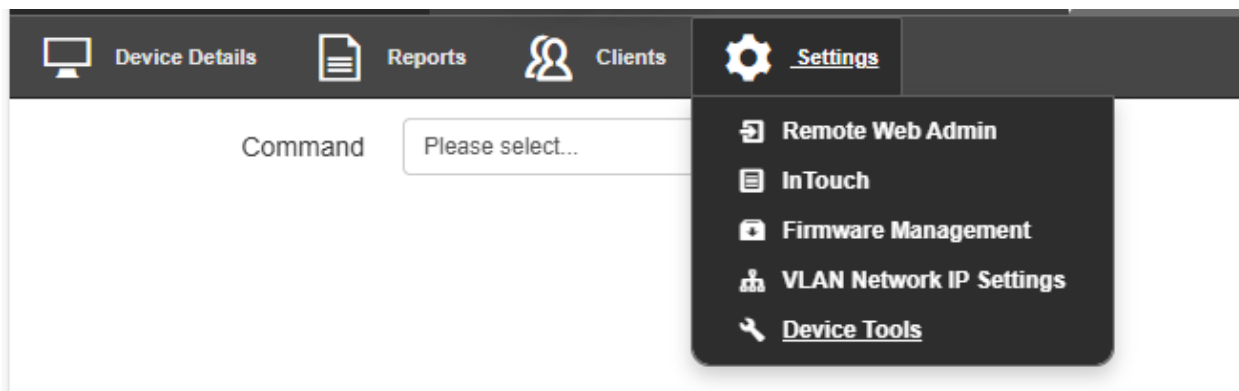 Device Details Reports Clients Settings
Command Please select...
Remote Web Admin
InTouch
Firmware Management
VLAN Network IP Settings
Device Tools